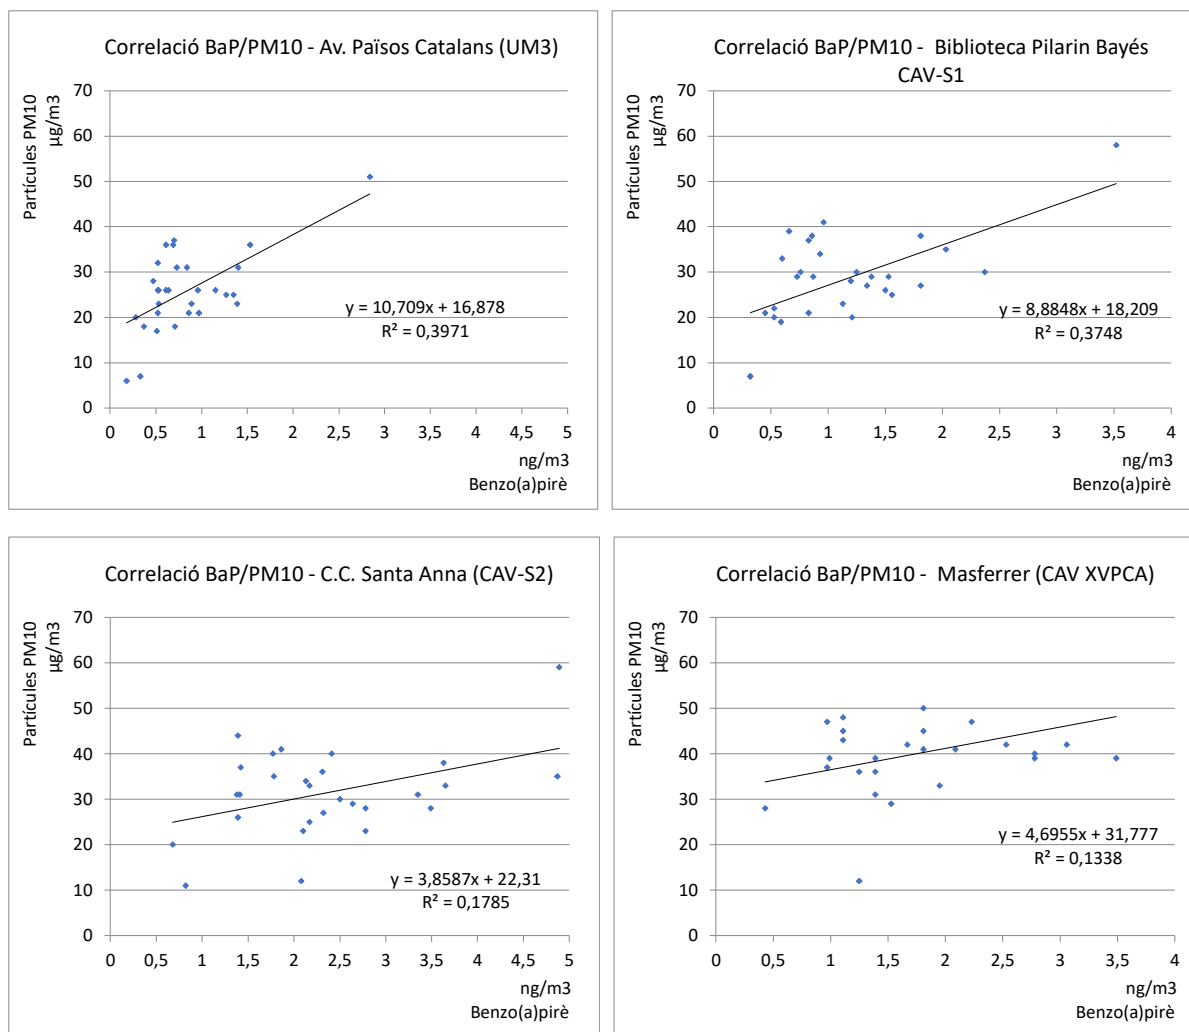 Correlació BaP/PM10 - Av. Països Catalans (UM3)
Partícules PM10
µg/m3
70
60
50
40
30
20
10
0
y = 10,709x + 16,878
R² = 0,3971
0 0,5 1 1,5 2 2,5 3 3,5 4 4,5 5
ng/m3
Benzo(a)pirè
Correlació BaP/PM10 - Biblioteca Pilarin Bayés
CAV-S1
Partícules PM10
µg/m3
70
60
50
40
30
20
10
0
y = 8,8848x + 18,209
R² = 0,3748
0 0,5 1 1,5 2 2,5 3 3,5 4
ng/m3
Benzo(a)pirè
Correlació BaP/PM10 - C.C. Santa Anna (CAV-S2)
Partícules PM10
µg/m3
70
60
50
40
30
20
10
0
y = 3,8587x + 22,31
R² = 0,1785
0 0,5 1 1,5 2 2,5 3 3,5 4 4,5 5
ng/m3
Benzo(a)pirè
Correlació BaP/PM10 - Masferrer (CAV XVPCA)
Partícules PM10
µg/m3
70
60
50
40
30
20
10
0
y = 4,6955x + 31,777
R² = 0,1338
0 0,5 1 1,5 2 2,5 3 3,5 4
ng/m3
Benzo(a)pirè